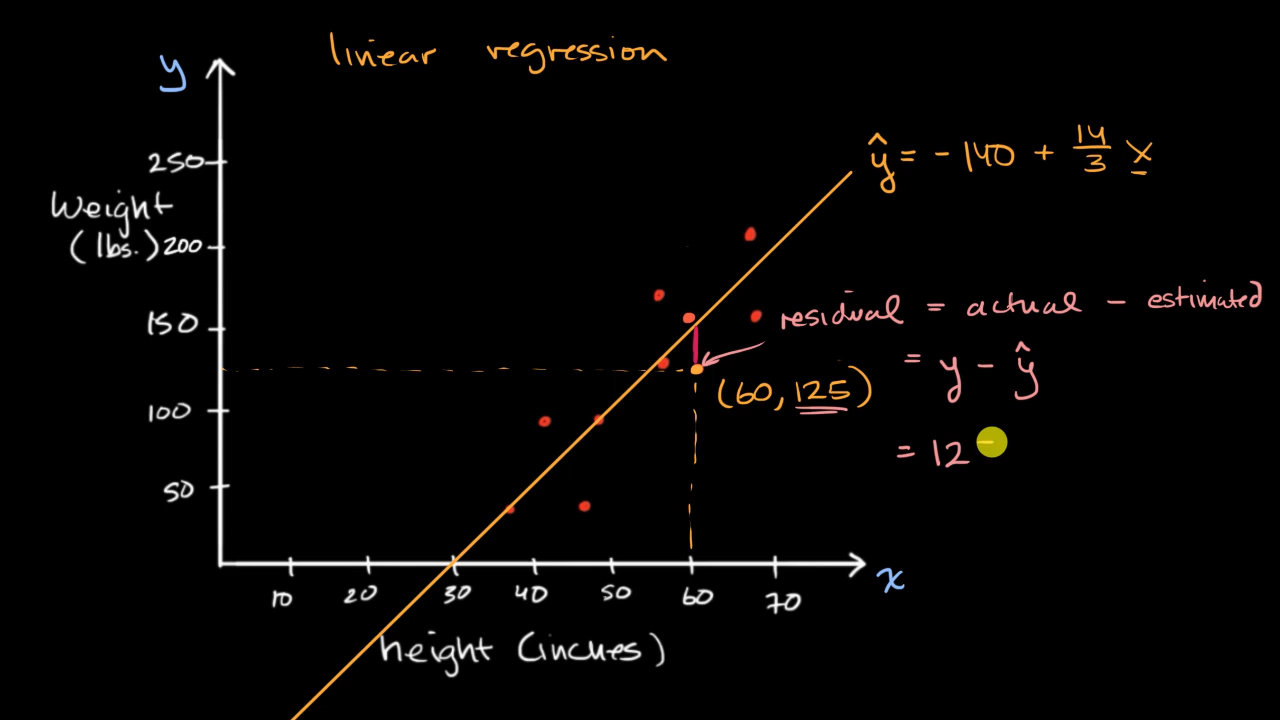 linear regression
y
ŷ = - 140 + 14/3 x
250
Weight
(lbs.)
200
residual = actual - estimated
150
= y - ŷ
(60, 125)
100
= 12
50
10 20 30 40 50 60 70
x
height (inches)